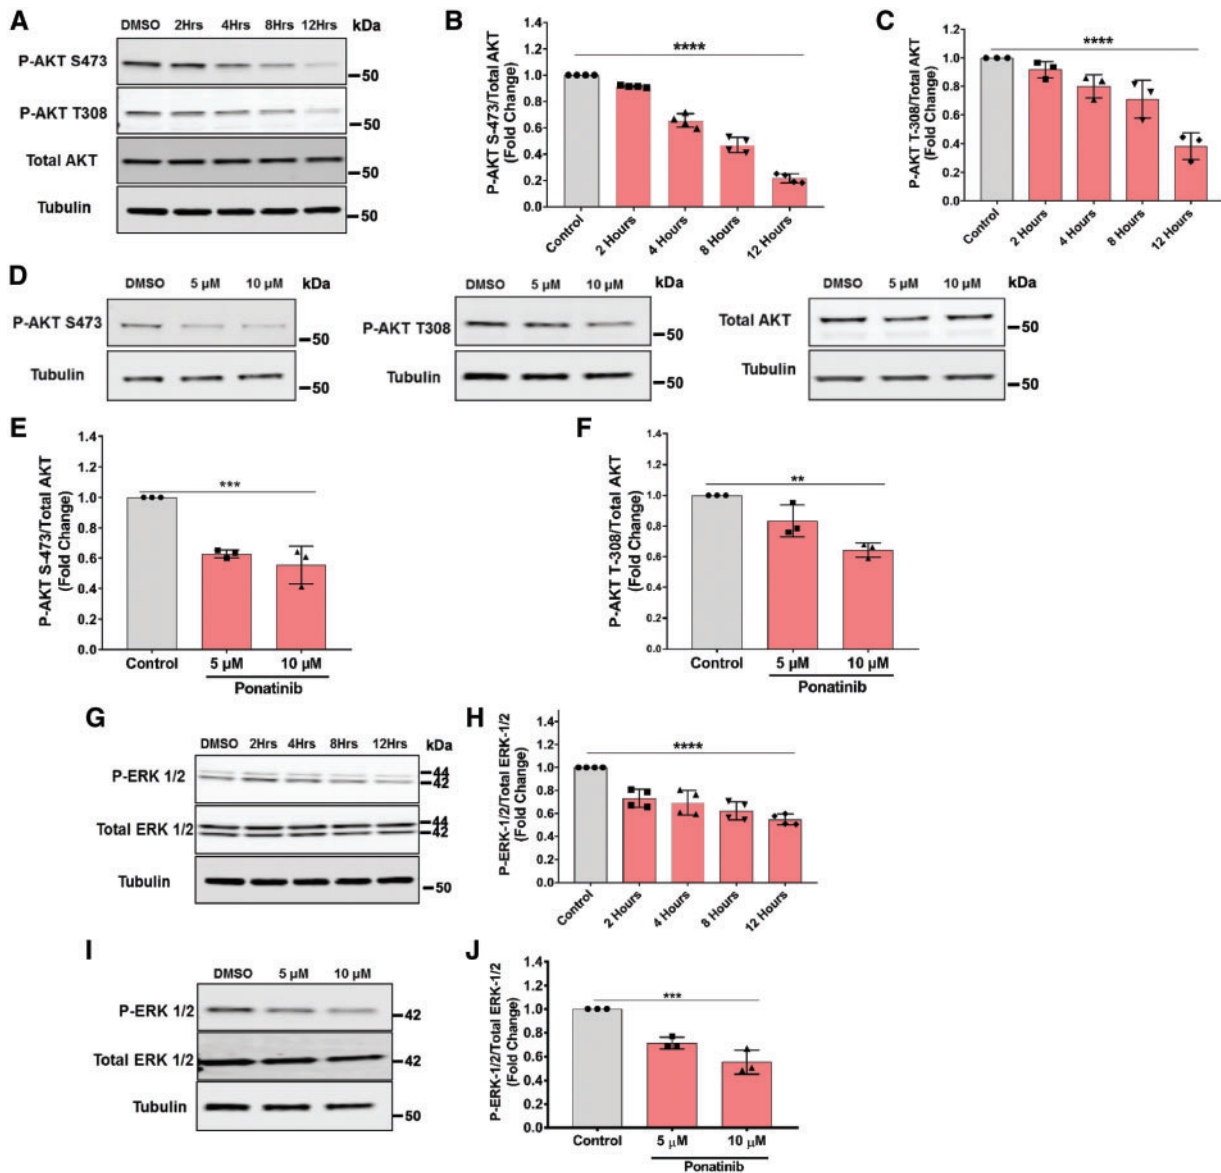 A
DMSO 2Hrs 4Hrs 8Hrs 12Hrs kDa
P-AKT S473
50
P-AKT T308
50
Total AKT
50
Tubulin
50
B
P-AKT S-473/Total AKT
(Fold Change)
1.4
1.2
1.0
0.8
0.6
0.4
0.2
0.0
****
Control
2 Hours
4 Hours
8 Hours
12 Hours
C
P-AKT T-308/Total AKT
(Fold Change)
1.2
1.0
0.8
0.6
0.4
0.2
0.0
****
Control
2 Hours
4 Hours
8 Hours
12 Hours
D
DMSO 5 µM 10 µM kDa
P-AKT S473
50
Tubulin
50
DMSO 5 µM 10 µM kDa
P-AKT T308
50
Tubulin
50
DMSO 5 µM 10 µM kDa
Total AKT
50
Tubulin
50
E
P-AKT S-473/Total AKT
(Fold Change)
1.4
1.2
1.0
0.8
0.6
0.4
0.2
0.0
***
Control 5 µM 10 µM
Ponatinib
F
P-AKT T-308/Total AKT
(Fold Change)
1.4
1.2
1.0
0.8
0.6
0.4
0.2
0.0
**
Control 5 µM 10 µM
Ponatinib
G
DMSO 2Hrs 4Hrs 8Hrs 12Hrs kDa
P-ERK 1/2
44
42
Total ERK 1/2
44
42
Tubulin
50
H
P-ERK-1/2/Total ERK-1/2
(Fold Change)
1.4
1.2
1.0
0.8
0.6
0.4
0.2
0.0
****
Control
2 Hours
4 Hours
8 Hours
12 Hours
I
DMSO 5 µM 10 µM
P-ERK 1/2
42
Total ERK 1/2
42
Tubulin
50
J
P-ERK-1/2/Total ERK-1/2
(Fold Change)
1.4
1.2
1.0
0.8
0.6
0.4
0.2
0.0
***
Control 5 µM 10 µM
Ponatinib